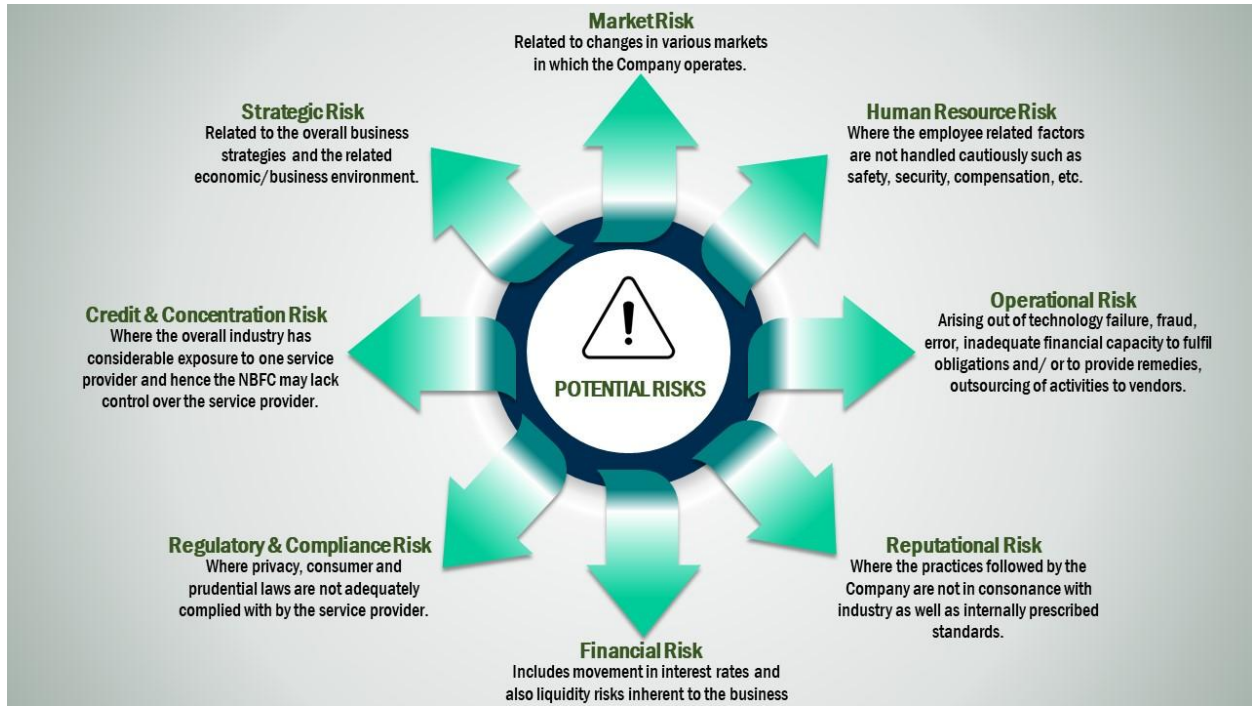 Market Risk
Related to changes in various markets
in which the Company operates.
Strategic Risk
Related to the overall business
strategies and the related
economic/business environment.
Human Resource Risk
Where the employee related factors
are not handled cautiously such as
safety, security, compensation, etc.
Credit & Concentration Risk
Where the overall industry has
considerable exposure to one service
provider and hence the NBFC may lack
control over the service provider.
POTENTIAL RISKS
Operational Risk
Arising out of technology failure, fraud,
error, inadequate financial capacity to fulfil
obligations and/ or to provide remedies,
outsourcing of activities to vendors.
Regulatory & Compliance Risk
Where privacy, consumer and
prudential laws are not adequately
complied with by the service provider.
Reputational Risk
Where the practices followed by the
Company are not in consonance with
industry as well as internally prescribed
standards.
Financial Risk
Includes movement in interest rates and
also liquidity risks inherent to the business